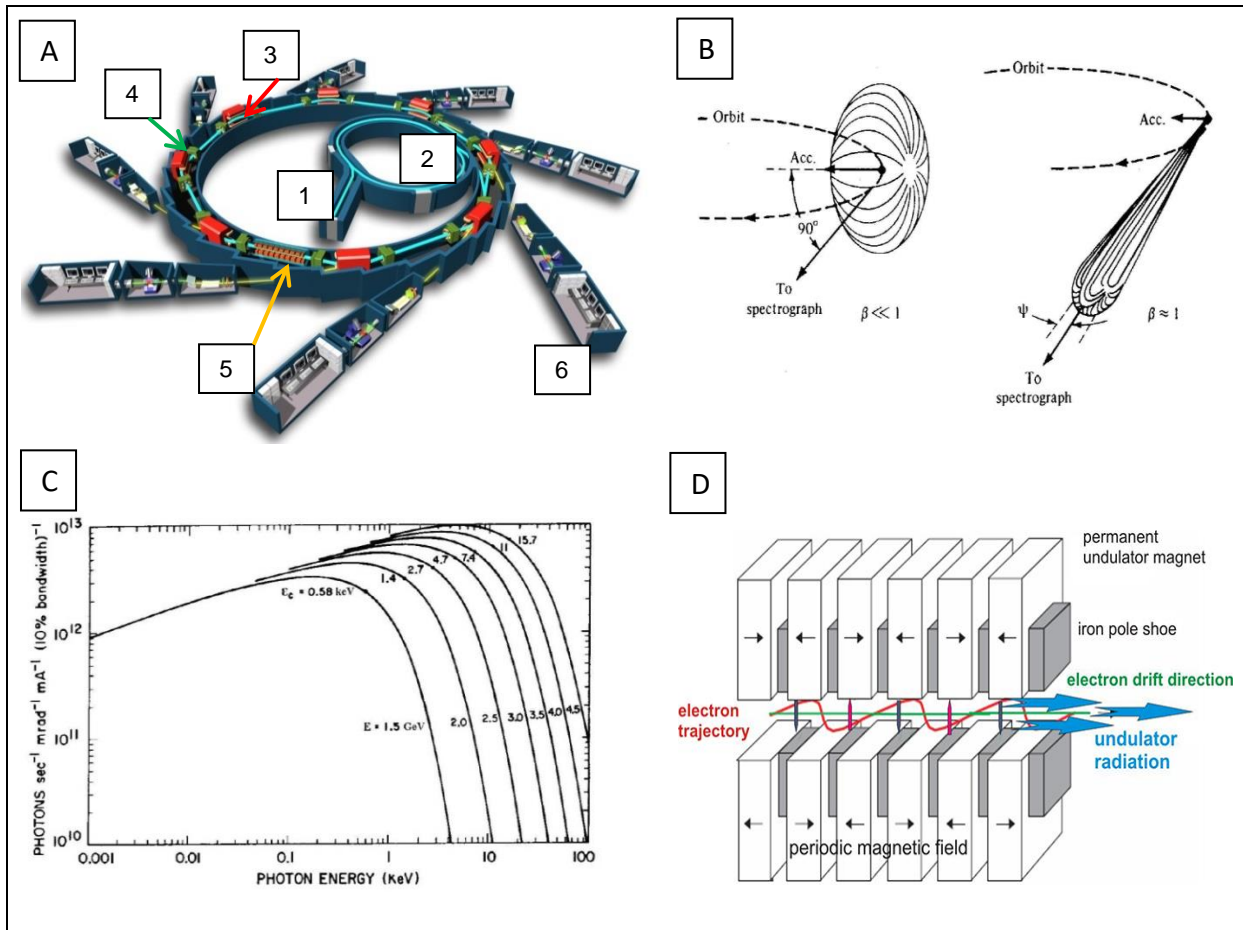 A
3
4
2
1
5
6
B
Orbit
Acc.
90°
To
spectrograph
β ≪ 1
Orbit
Acc.
ψ
β ≈ 1
To
spectrograph
C
PHOTONS sec⁻¹ mrad⁻¹ mA⁻¹ (10% bandwidth)⁻¹
10¹³
10¹²
10¹¹
10¹⁰
εc = 0.58 keV
1.4
2.7
4.7
7.4
11
15.7
E = 1.5 GeV
2.0
2.5
3.0
3.5
4.0
4.5
0.001
0.01
0.1
1
10
100
PHOTON ENERGY (KeV)
D
permanent
undulator magnet
iron pole shoe
electron drift direction
electron
trajectory
undulator
radiation
periodic magnetic field